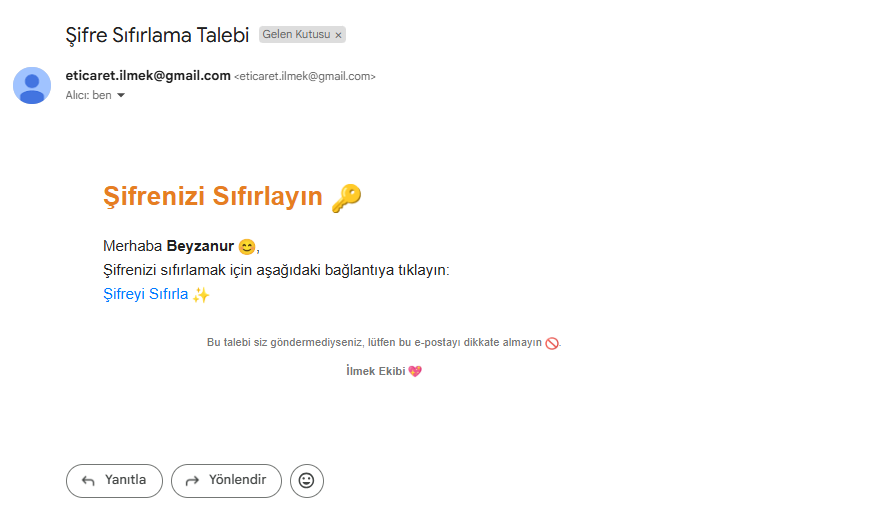 Şifre Sıfırlama Talebi Gelen Kutusu ×
eticaret.ilmek@gmail.com <eticaret.ilmek@gmail.com>
Alıcı: ben
Şifrenizi Sıfırlayın 🔑
Merhaba Beyzanur 😊,
Şifrenizi sıfırlamak için aşağıdaki bağlantıya tıklayın:
Şifreyi Sıfırla ✨
Bu talebi siz göndermediyseniz, lütfen bu e-postayı dikkate almayın 🚫.
İlmek Ekibi 💖
Yanıtla Yönlendir